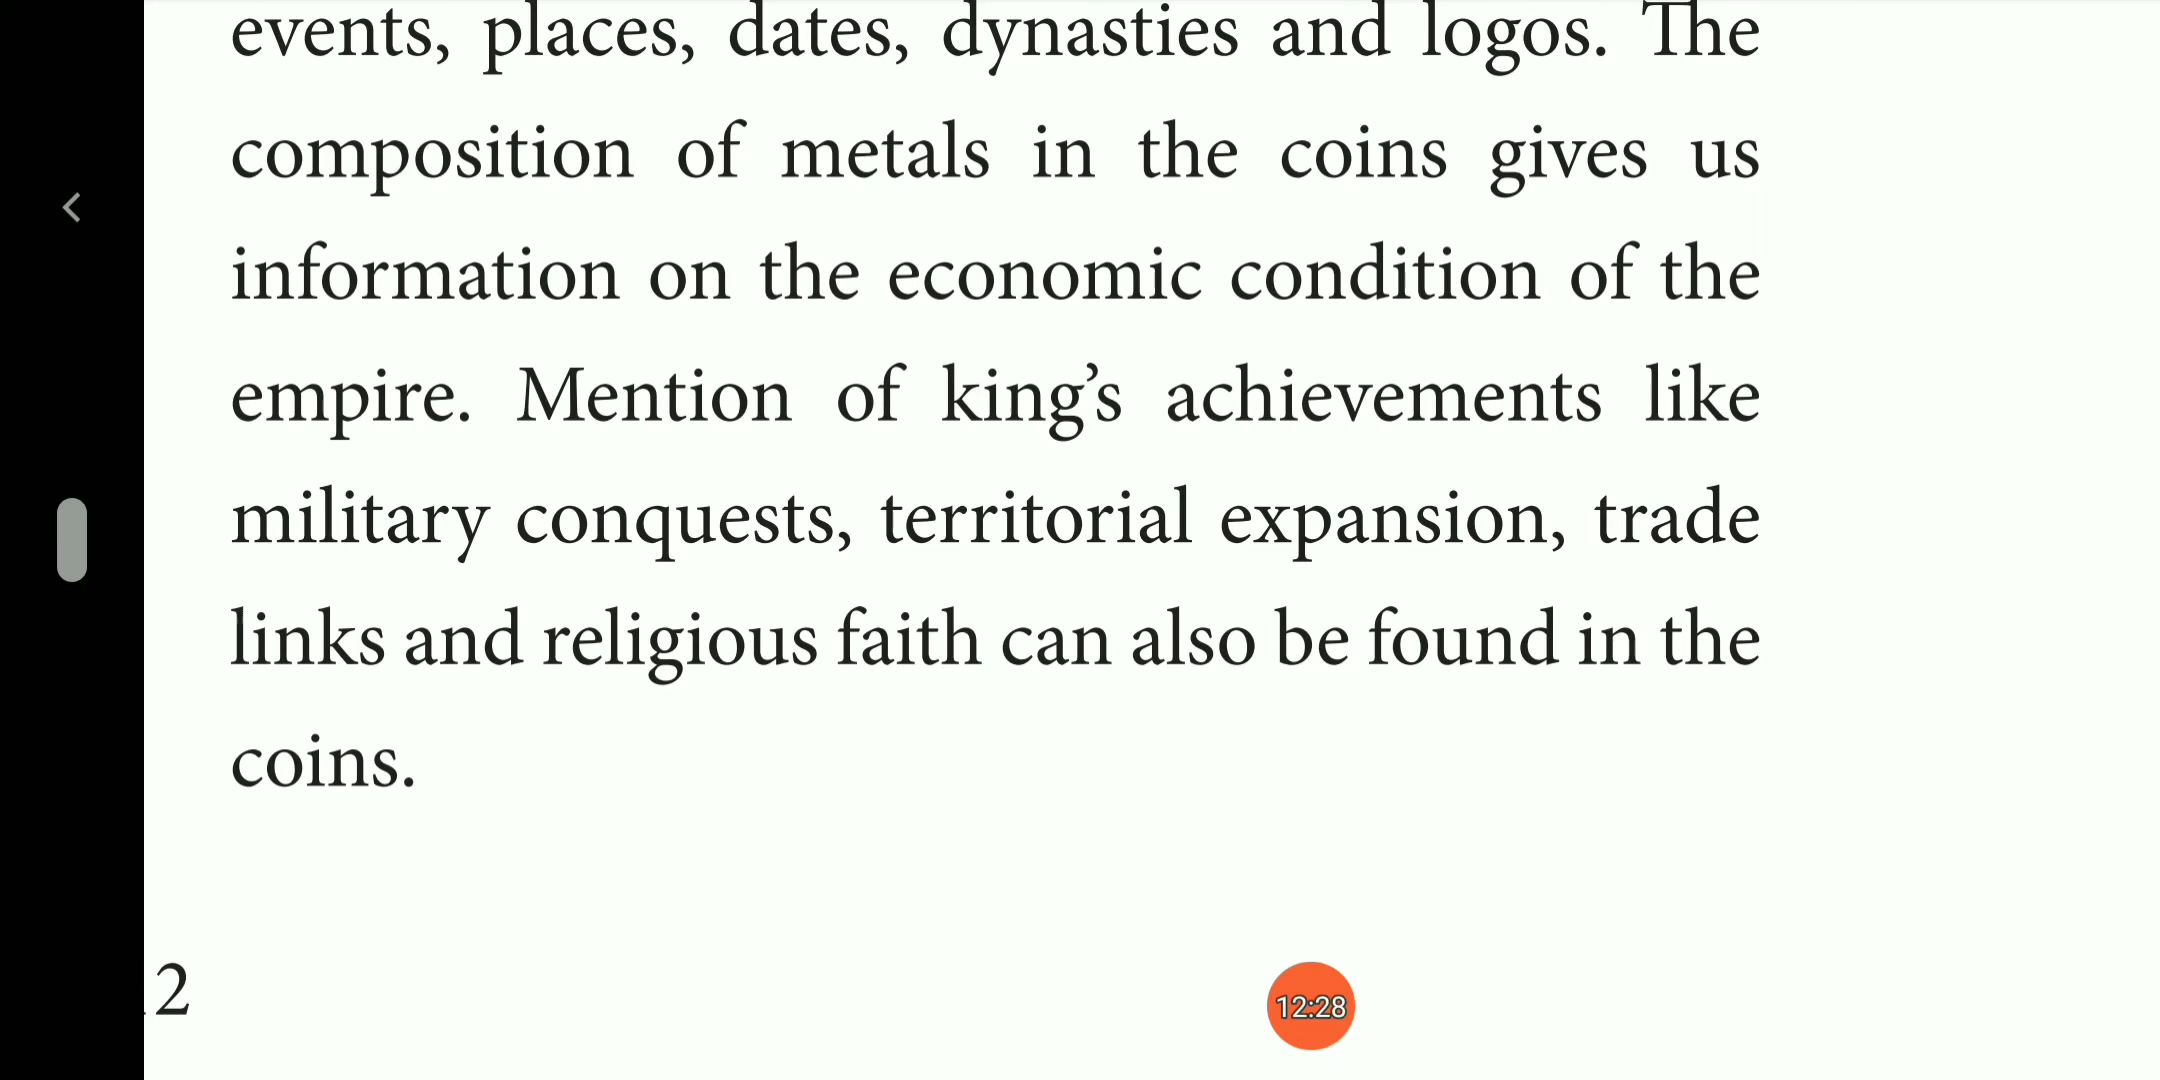 events, places, dates, dynasties and logos. The
composition of metals in the coins gives us
information on the economic condition of the
empire. Mention of king’s achievements like
military conquests, territorial expansion, trade
links and religious faith can also be found in the
coins.
2
12:28